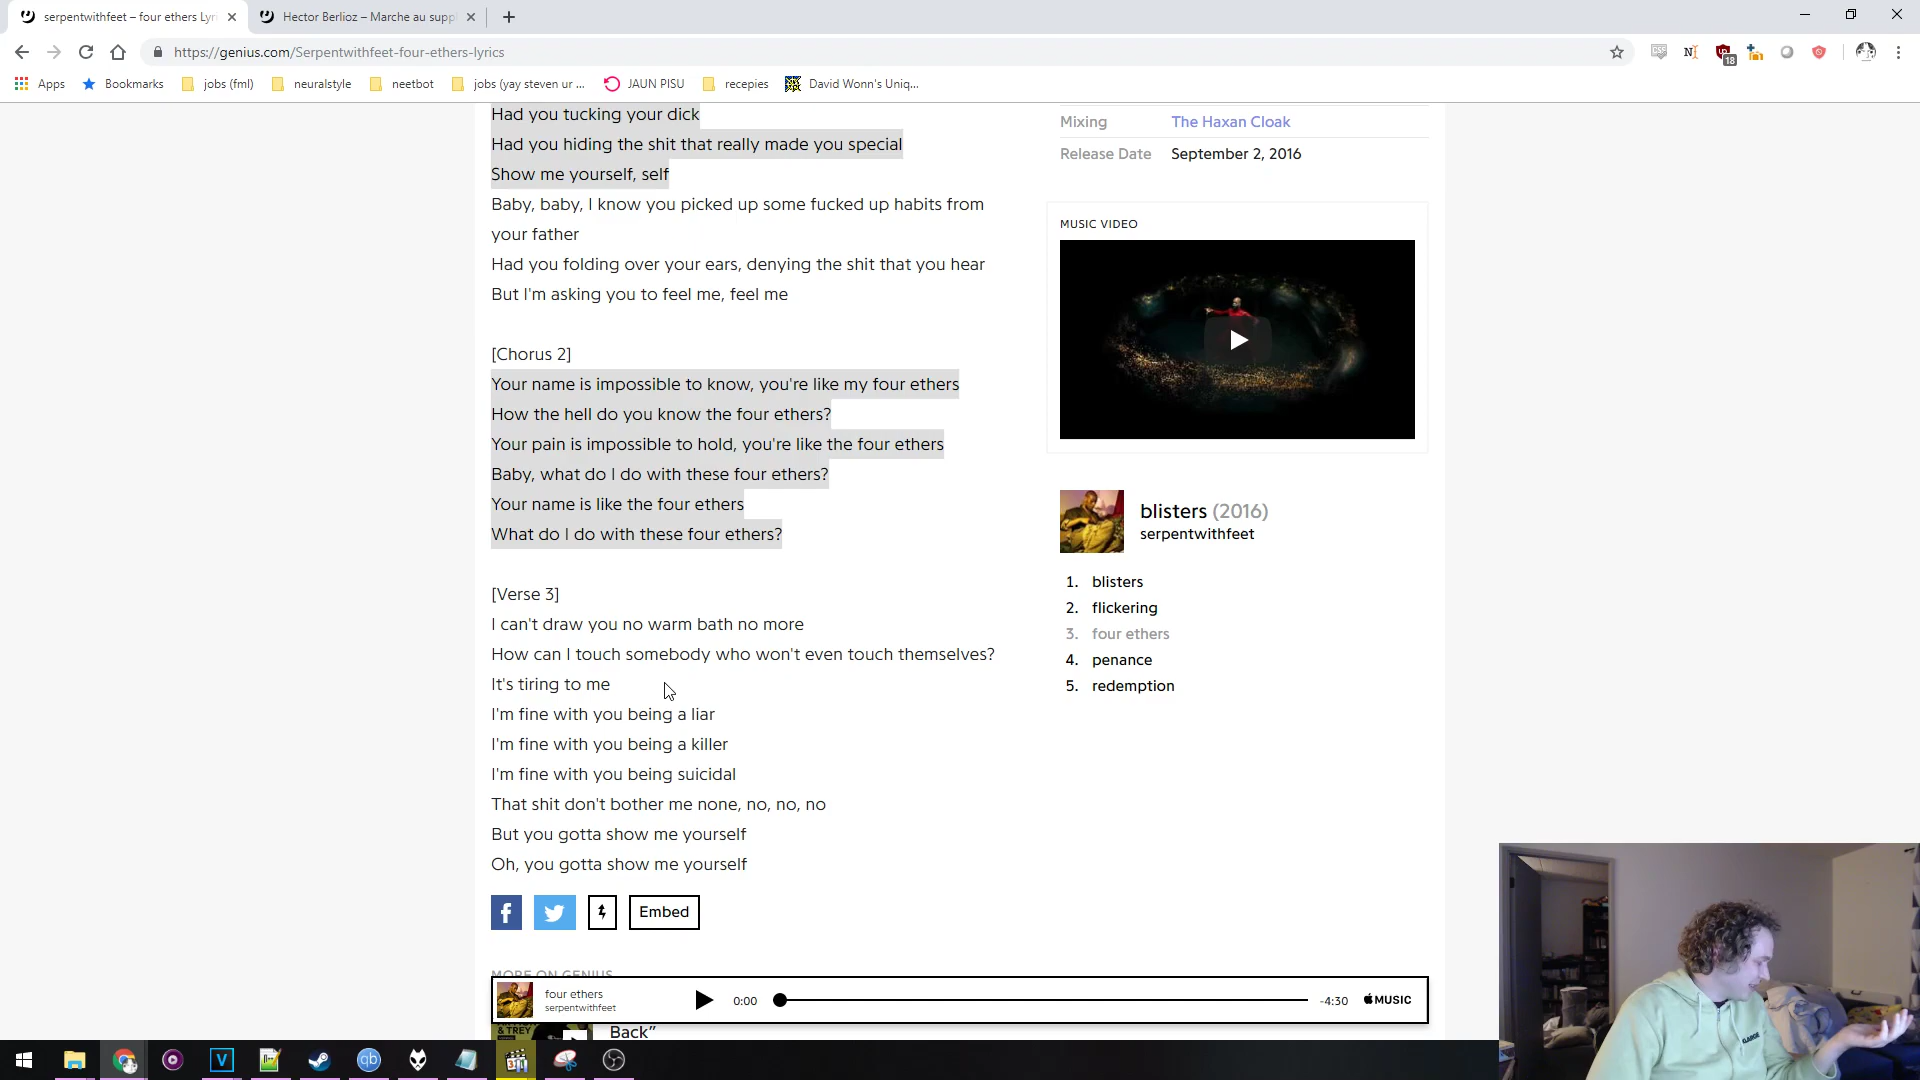 serpentwithfeet – four ethers Lyri
Hector Berlioz – Marche au suppl
https://genius.com/Serpentwithfeet-four-ethers-lyrics
18
Apps
Bookmarks
jobs (fml)
neuralstyle
neetbot
jobs (yay steven ur ...
JAUN PISU
recepies
David Wonn's Uniq...
Had you tucking your dick
Had you hiding the shit that really made you special
Show me yourself, self
Baby, baby, I know you picked up some fucked up habits from
your father
Had you folding over your ears, denying the shit that you hear
But I'm asking you to feel me, feel me
[Chorus 2]
Your name is impossible to know, you're like my four ethers
How the hell do you know the four ethers?
Your pain is impossible to hold, you're like the four ethers
Baby, what do I do with these four ethers?
Your name is like the four ethers
What do I do with these four ethers?
[Verse 3]
I can't draw you no warm bath no more
How can I touch somebody who won't even touch themselves?
It's tiring to me
I'm fine with you being a liar
I'm fine with you being a killer
I'm fine with you being suicidal
That shit don't bother me none, no, no, no
But you gotta show me yourself
Oh, you gotta show me yourself
Embed
MORE ON GENIUS
Mixing The Haxan Cloak
Release Date September 2, 2016
MUSIC VIDEO
blisters (2016)
serpentwithfeet
1. blisters
2. flickering
3. four ethers
4. penance
5. redemption
four ethers
serpentwithfeet
0:00
-4:30
MUSIC
& TREY
Back”